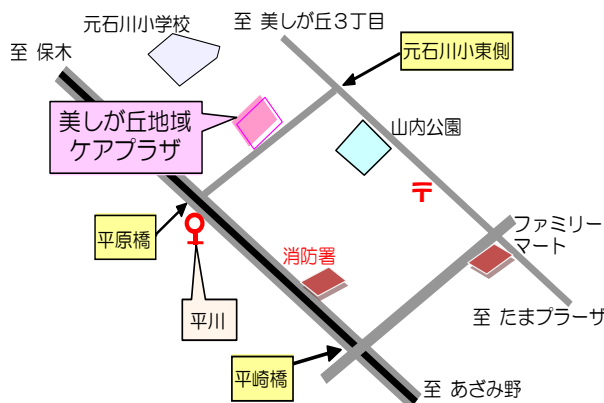 元石川小学校
至 美しが丘3丁目
至 保木
元石川小東側
美しが丘地域
ケアプラザ
山内公園
〒
平原橋
ファミリー
マート
消防署
平川
至 たまプラーザ
平崎橋
至 あざみ野